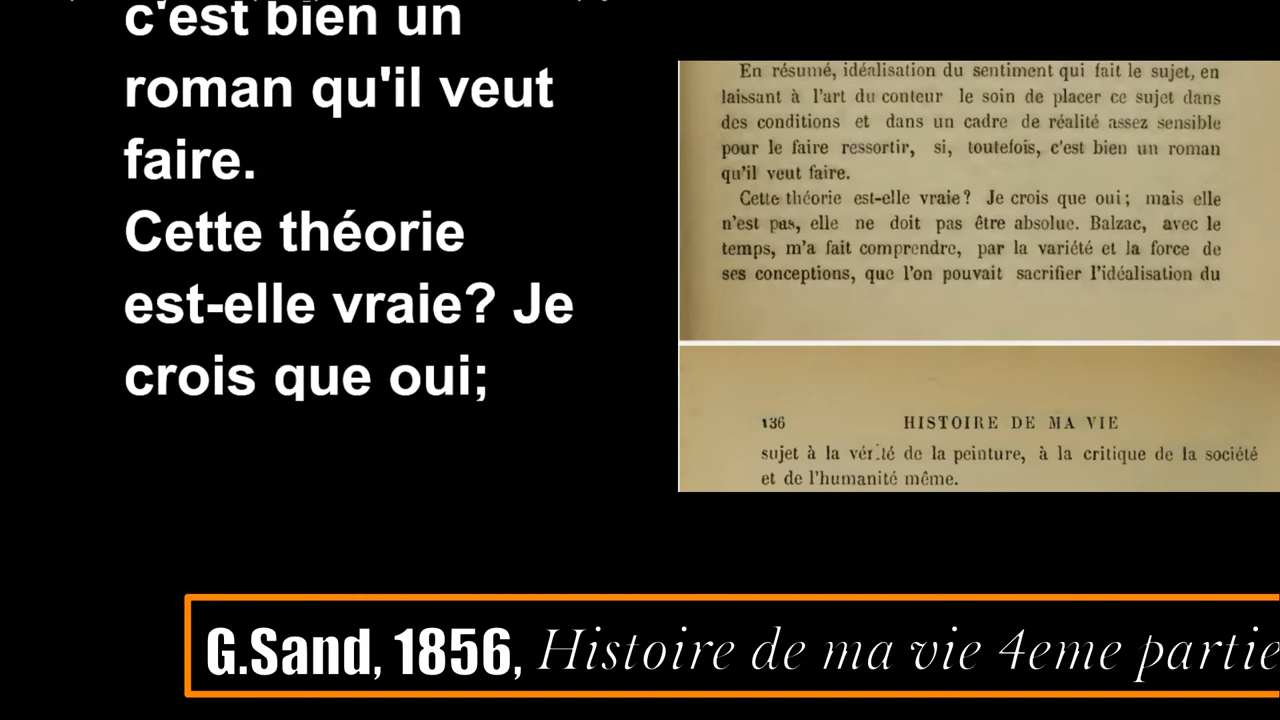 c'est bien un
roman qu'il veut
faire.
Cette théorie
est-elle vraie? Je
crois que oui;
En résumé, idéalisation du sentiment qui fait le sujet, en
laissant à l'art du conteur le soin de placer ce sujet dans
des conditions et dans un cadre de réalité assez sensible
pour le faire ressortir, si, toutefois, c'est bien un roman
qu'il veut faire.
Cette théorie est-elle vraie? Je crois que oui; mais elle
n'est pas, elle ne doit pas être absolue. Balzac, avec le
temps, m'a fait comprendre, par la variété et la force de
ses conceptions, que l'on pouvait sacrifier l'idéalisation du
136 HISTOIRE DE MA VIE
sujet à la vérité de la peinture, à la critique de la société
et de l'humanité même.
G.Sand, 1856, Histoire de ma vie 4eme partie